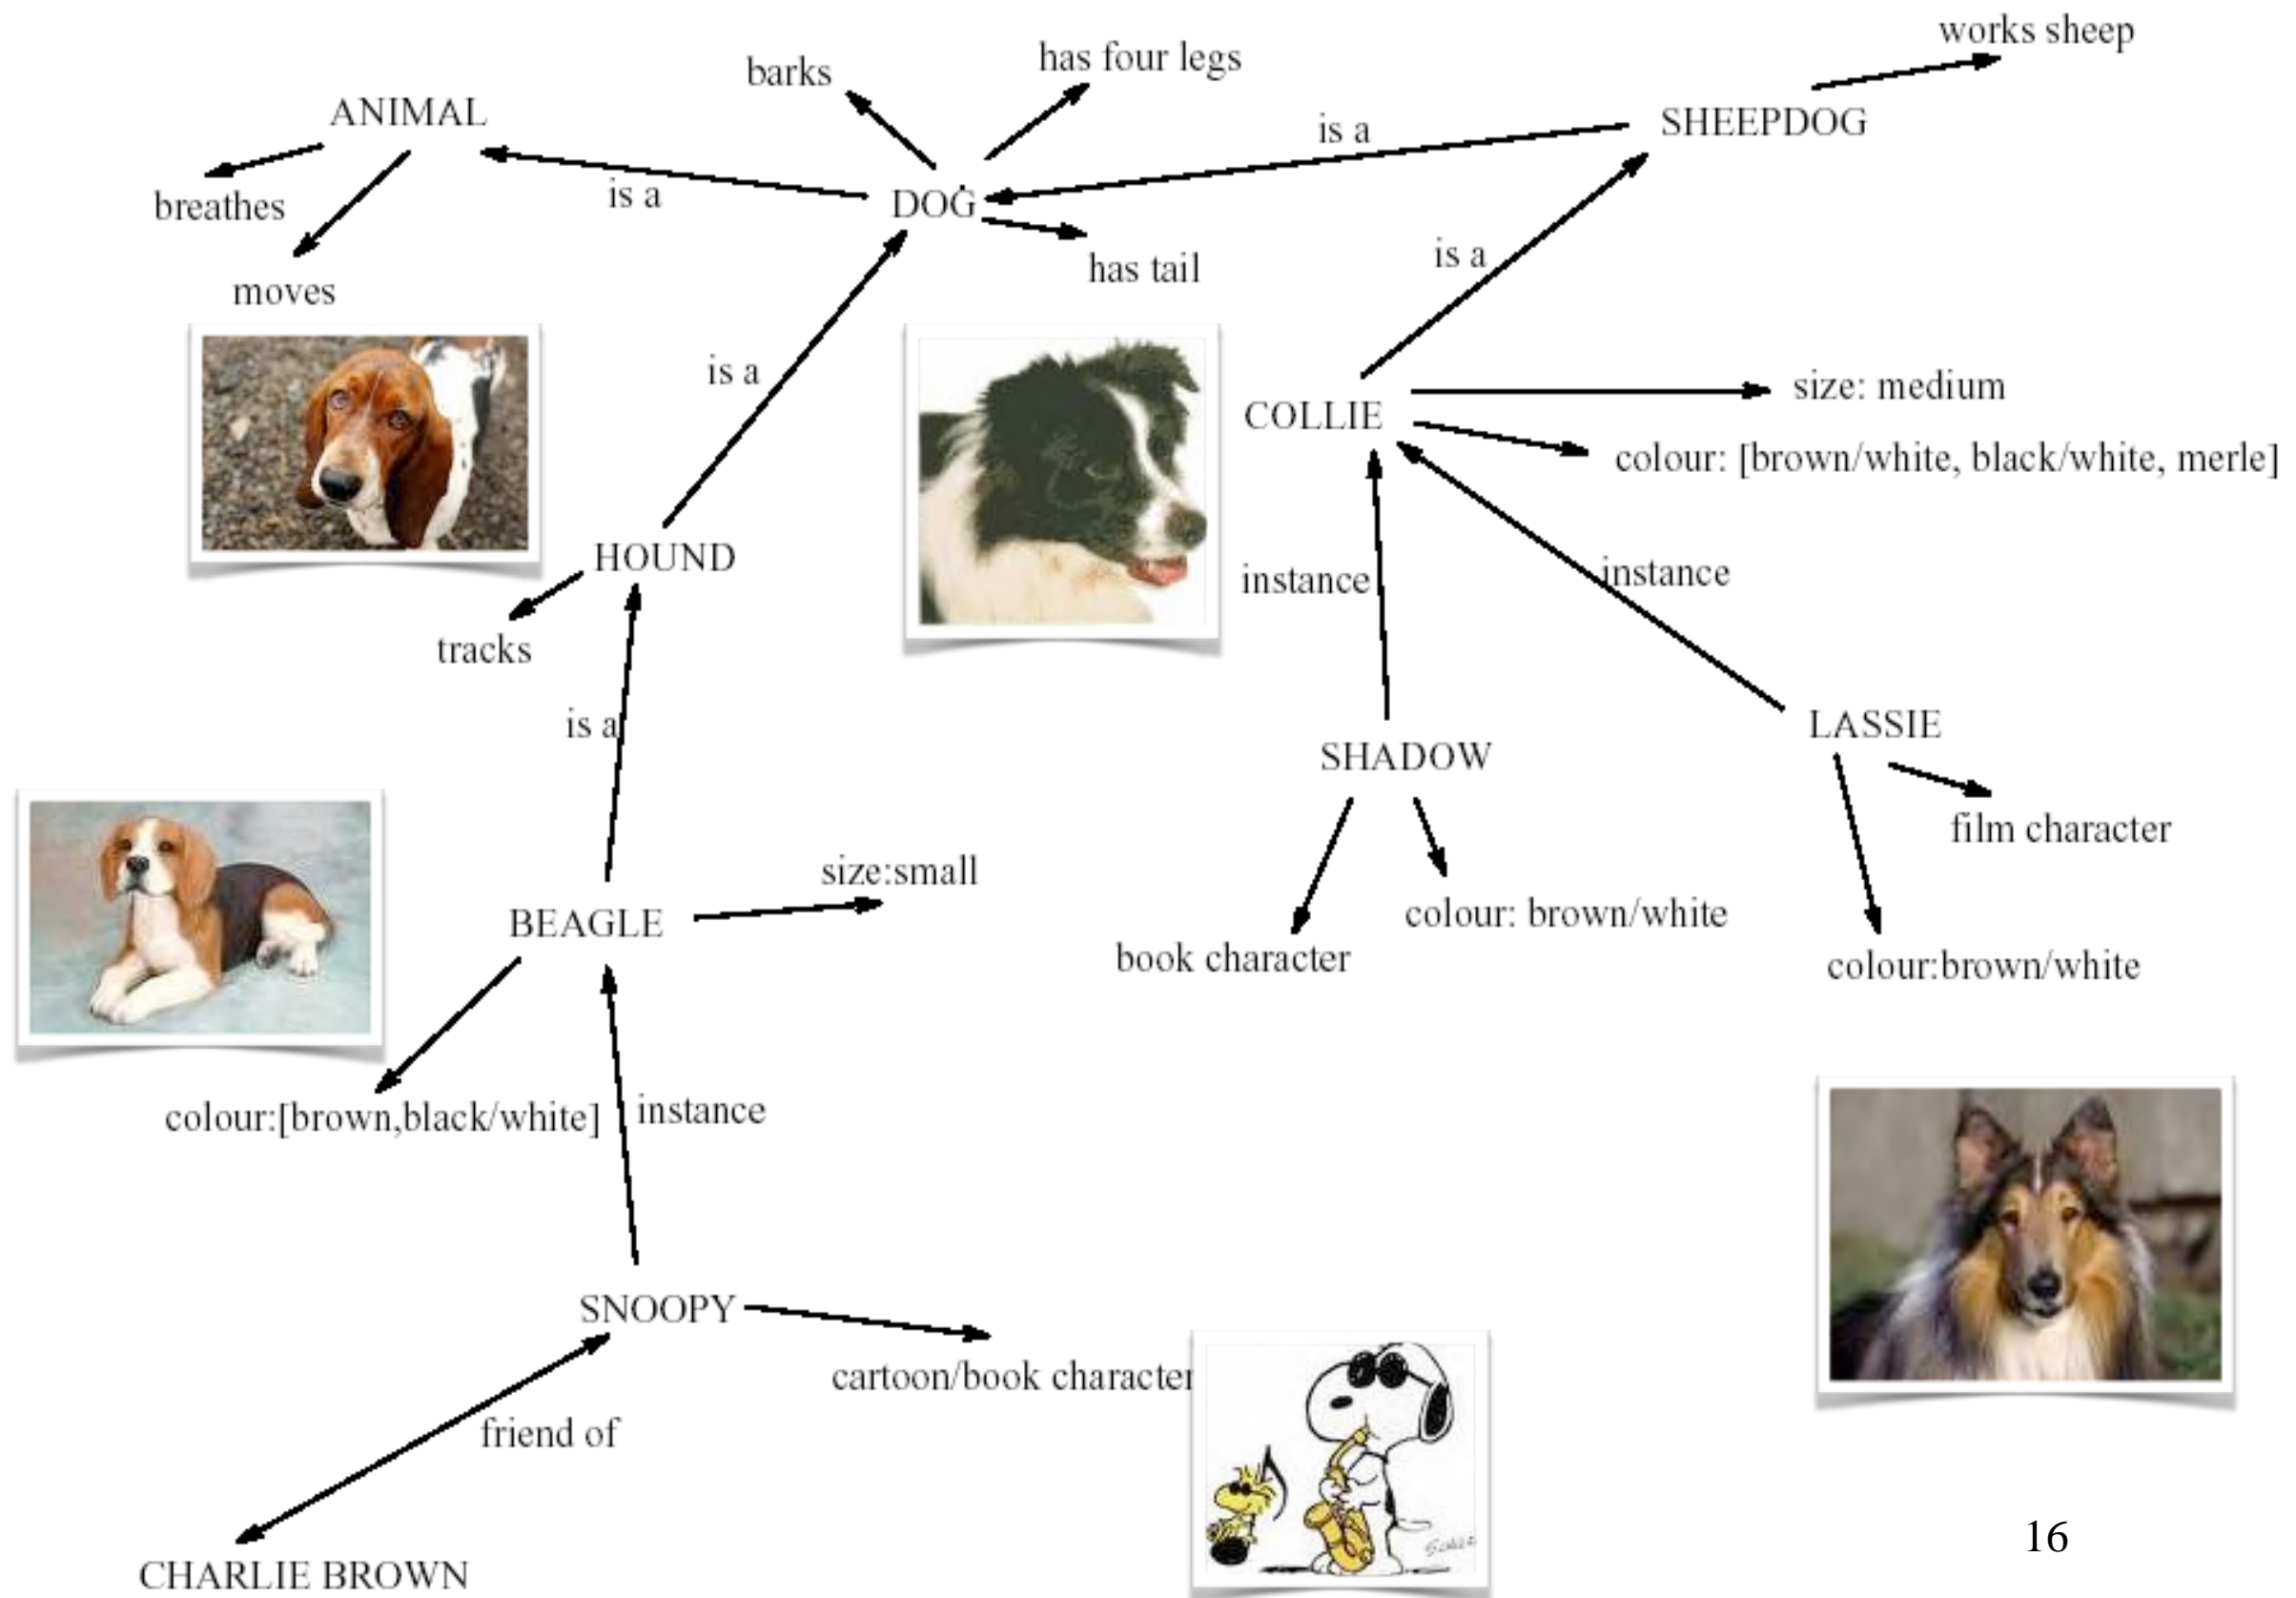 works sheep
has four legs
barks
ANIMAL
SHEEPDOG
is a
is a
breathes
DOG
has tail
is a
moves
is a
size: medium
COLLIE
colour: [brown/white, black/white, merle]
HOUND
instance
instance
tracks
is a
LASSIE
SHADOW
film character
size:small
BEAGLE
colour: brown/white
book character
colour:brown/white
colour:[brown,black/white]
instance
SNOOPY
cartoon/book character
friend of
16
CHARLIE BROWN